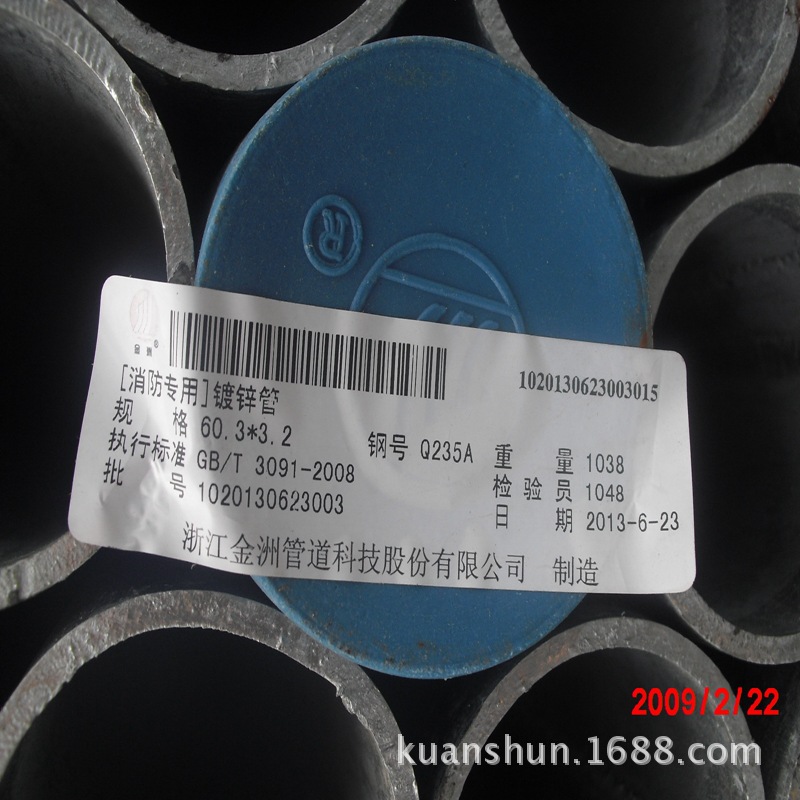 R
金洲®
1020130623003015
[消防专用]镀锌管
规 格 60.3*3.2 钢号 Q235A 重 量 1038
执行标准 GB/T 3091-2008 检 验 员 1048
批 号 1020130623003 日 期 2013-6-23
浙江金洲管道科技股份有限公司 制造
2009/2/22
kuanshun.1688.com